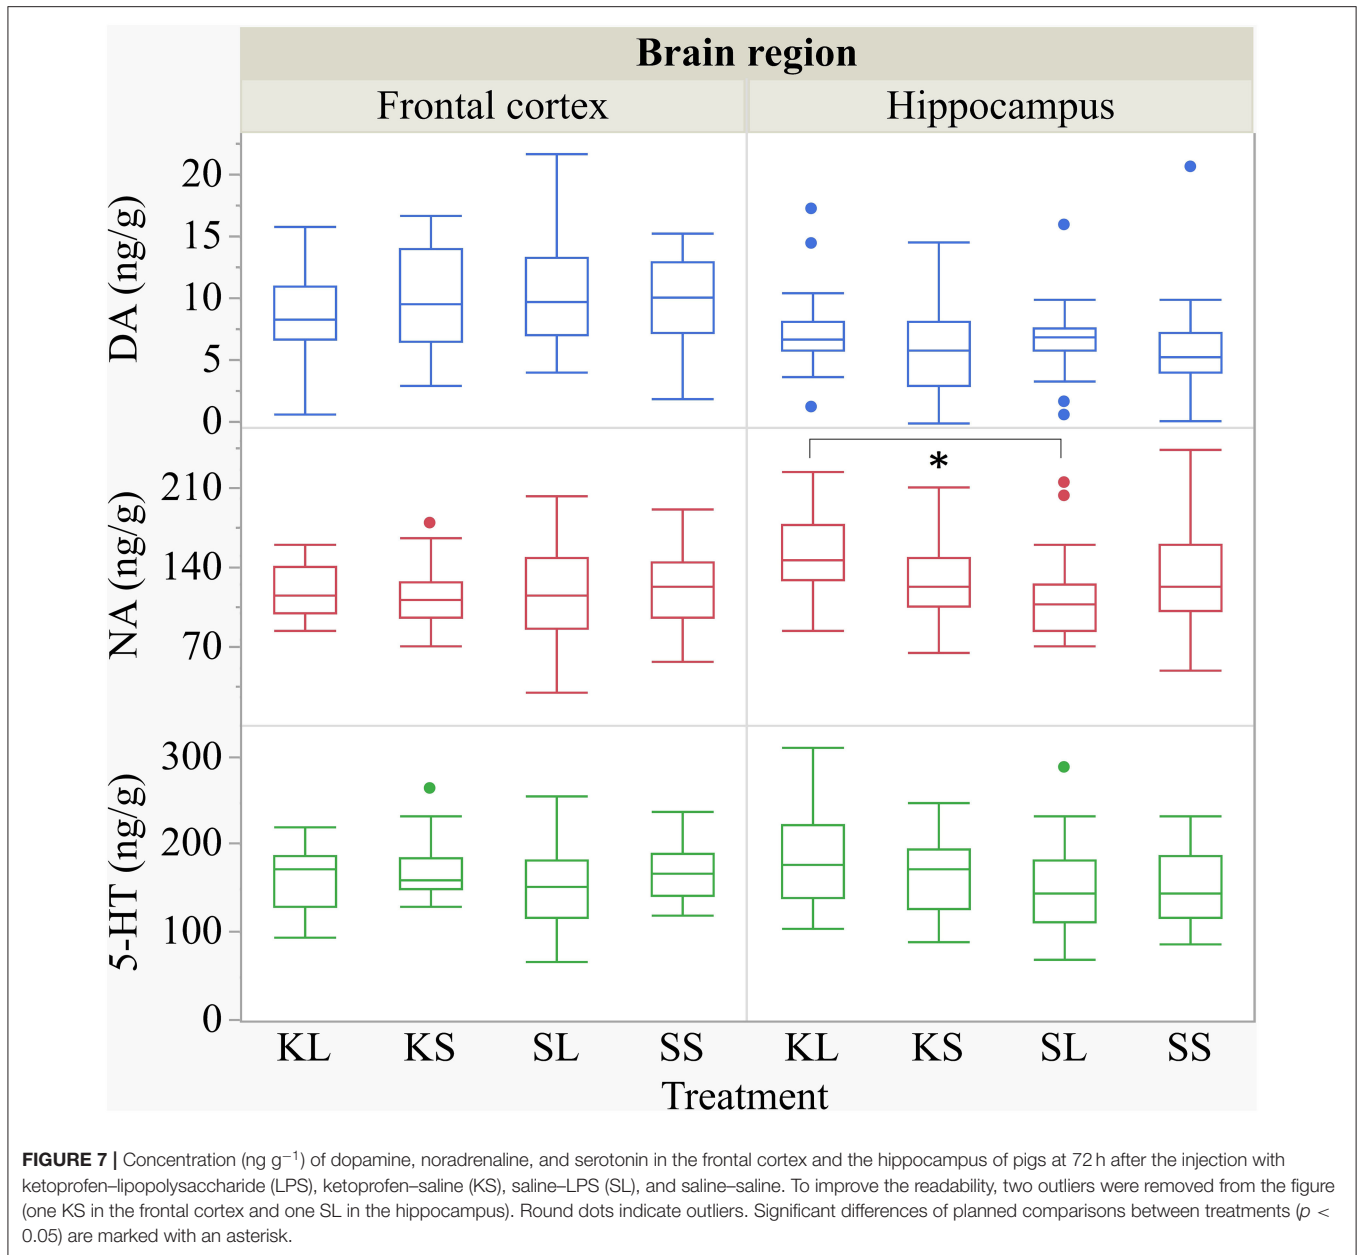 Brain region
Frontal cortex Hippocampus
DA (ng/g)
20
15
10
5
0
NA (ng/g)
210
*
140
70
5-HT (ng/g)
300
200
100
0
KL KS SL SS KL KS SL SS
Treatment
FIGURE 7 | Concentration (ng g⁻¹) of dopamine, noradrenaline, and serotonin in the frontal cortex and the hippocampus of pigs at 72 h after the injection with
ketoprofen–lipopolysaccharide (LPS), ketoprofen–saline (KS), saline–LPS (SL), and saline–saline. To improve the readability, two outliers were removed from the figure
(one KS in the frontal cortex and one SL in the hippocampus). Round dots indicate outliers. Significant differences of planned comparisons between treatments (p <
0.05) are marked with an asterisk.